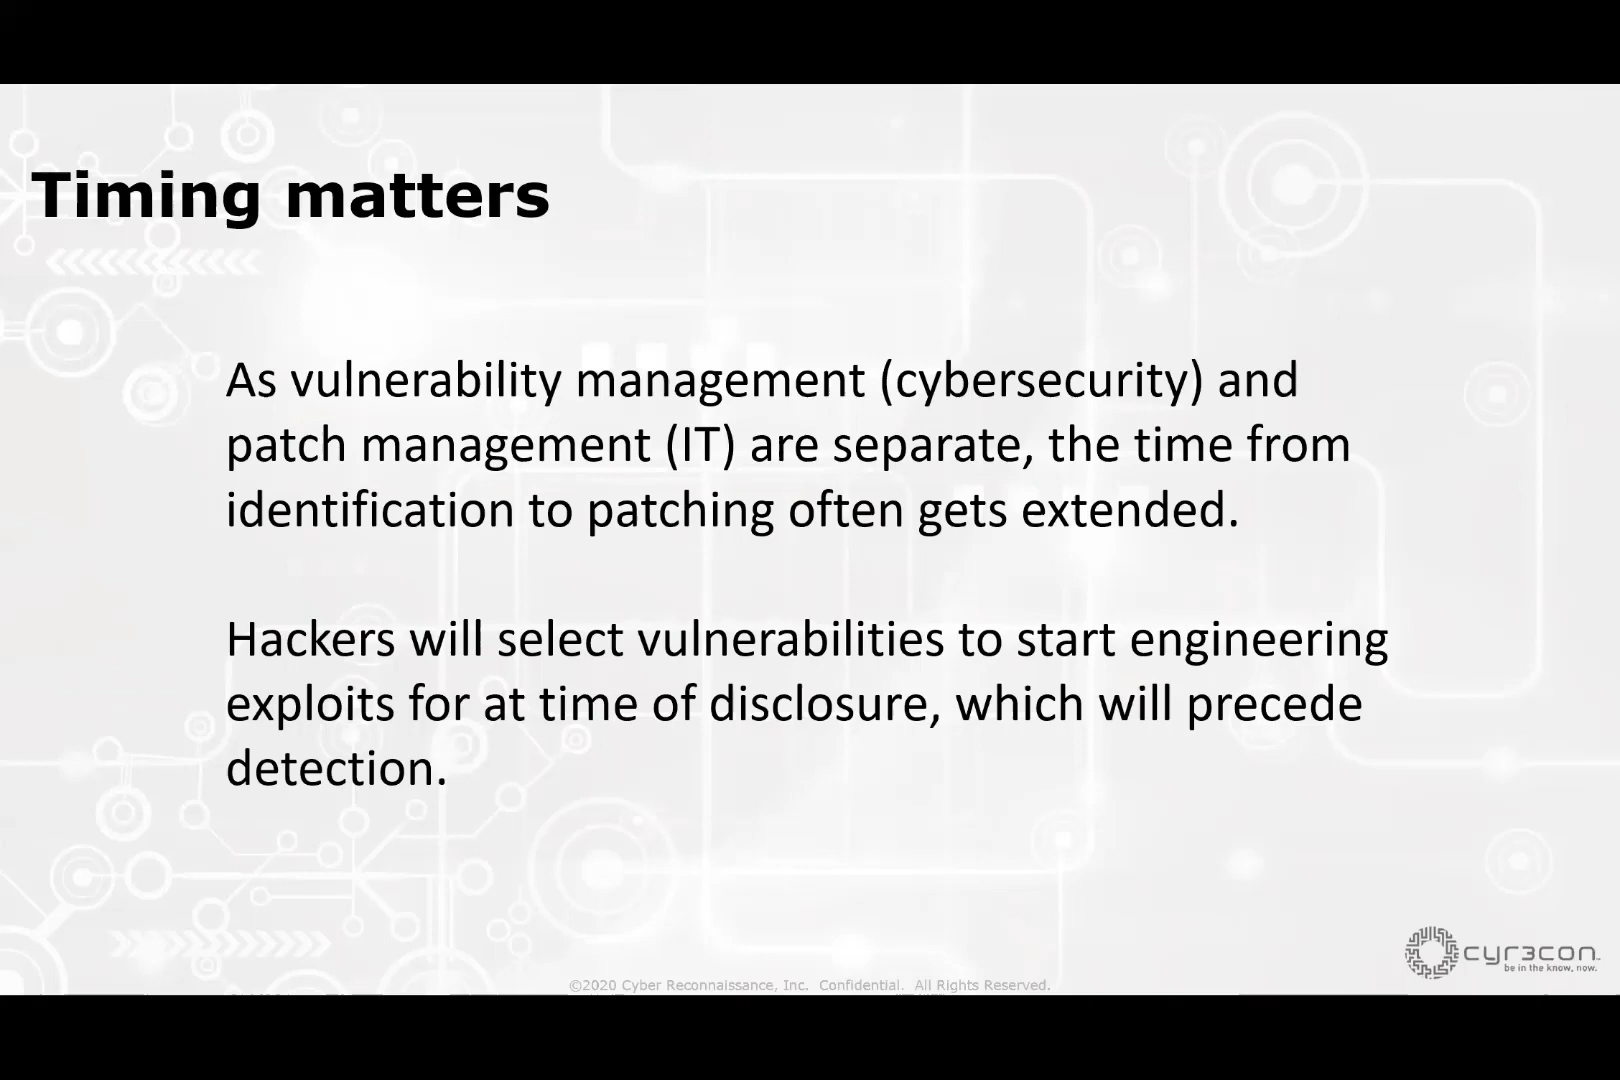 Timing matters
As vulnerability management (cybersecurity) and
patch management (IT) are separate, the time from
identification to patching often gets extended.
Hackers will select vulnerabilities to start engineering
exploits for at time of disclosure, which will precede
detection.
cyr3con™
be in the know, now.
©2020 Cyber Reconnaissance, Inc. Confidential. All Rights Reserved.